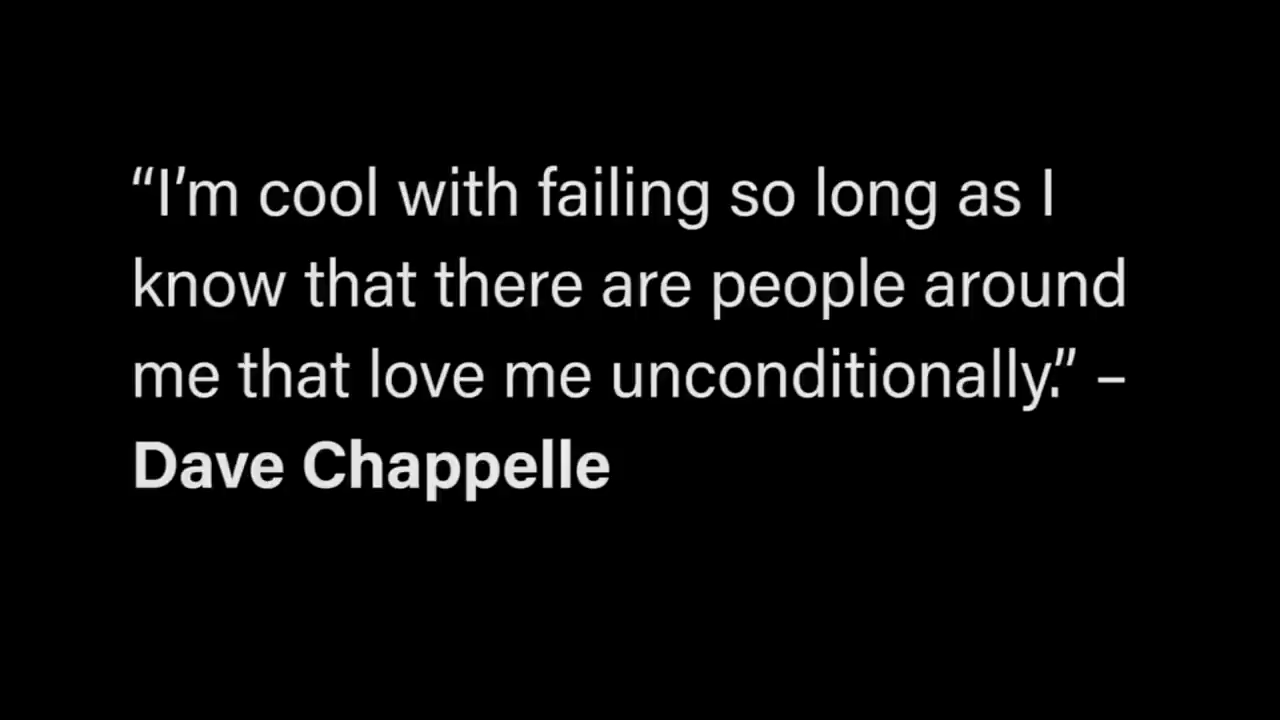 “I’m cool with failing so long as I
know that there are people around
me that love me unconditionally.” –
Dave Chappelle